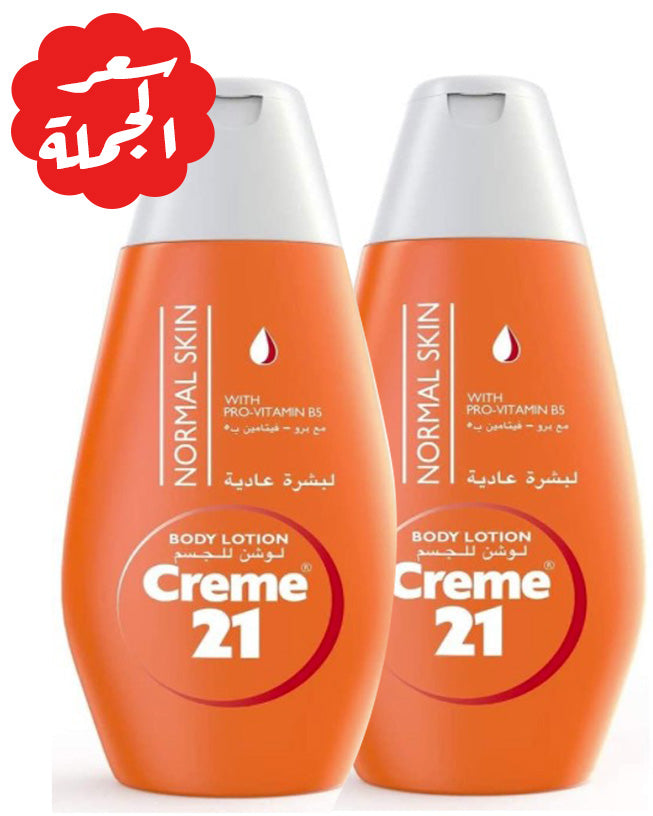 سعر
الجملة
NORMAL SKIN
WITH
PRO-VITAMIN B5
مع برو – فيتامين ب٥
لبشرة عادية
BODY LOTION
لوشن للجسم
Creme®
21
NORMAL SKIN
WITH
PRO-VITAMIN B5
مع برو – فيتامين ب٥
لبشرة عادية
BODY LOTION
لوشن للجسم
Creme®
21